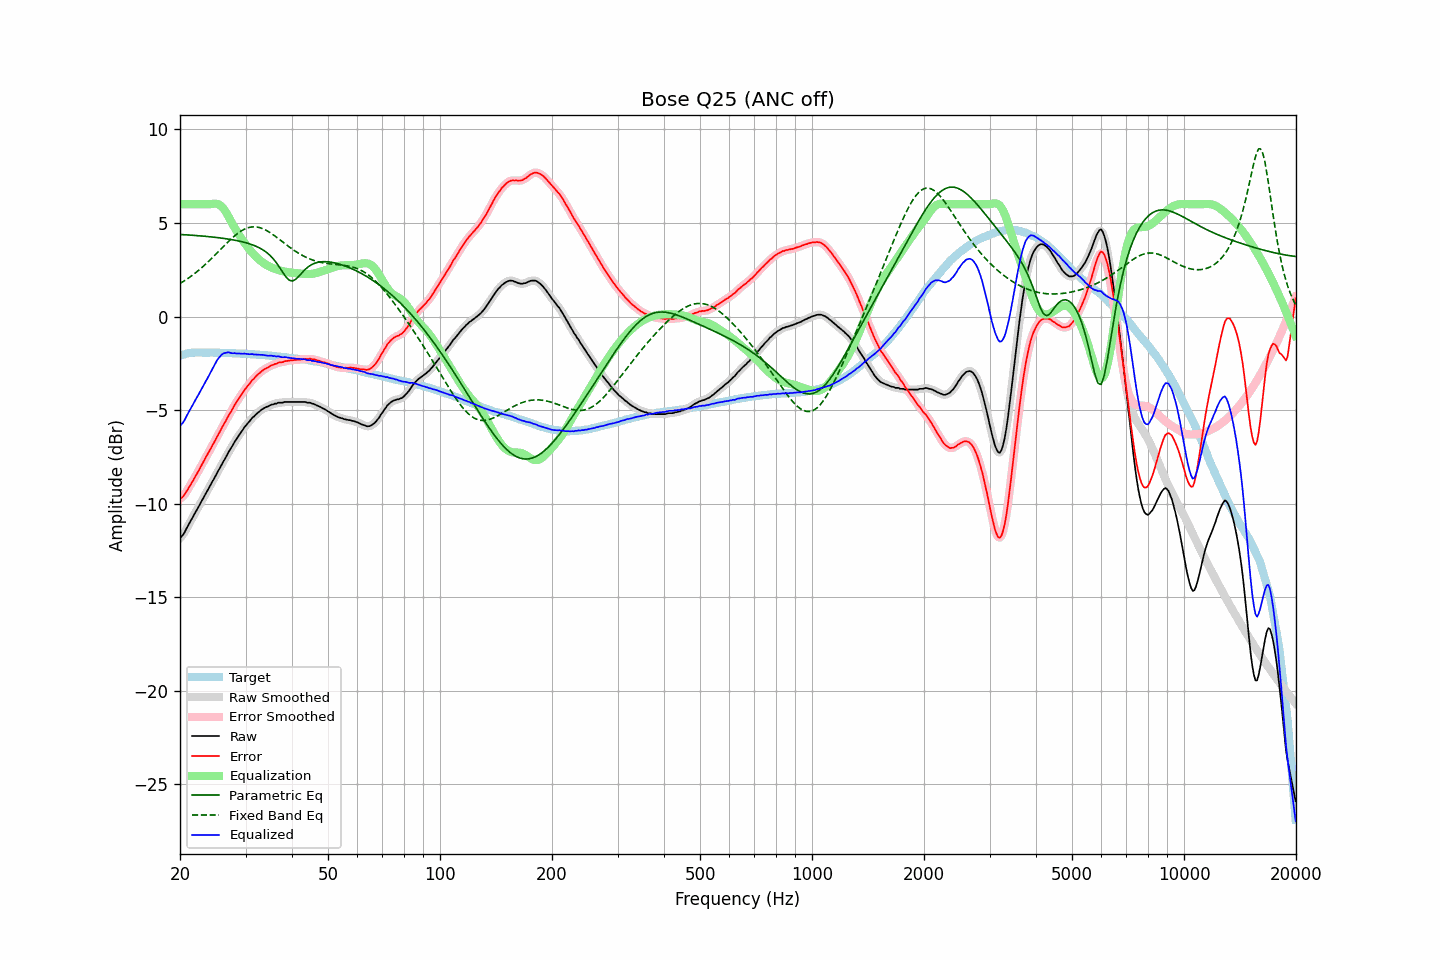 Bose Q25 (ANC off)
Amplitude (dBr)
10
5
0
−5
−10
−15
−20
−25
Target
Raw Smoothed
Error Smoothed
Raw
Error
Equalization
Parametric Eq
Fixed Band Eq
Equalized
20 50 100 200 500 1000 2000 5000 10000 20000
Frequency (Hz)